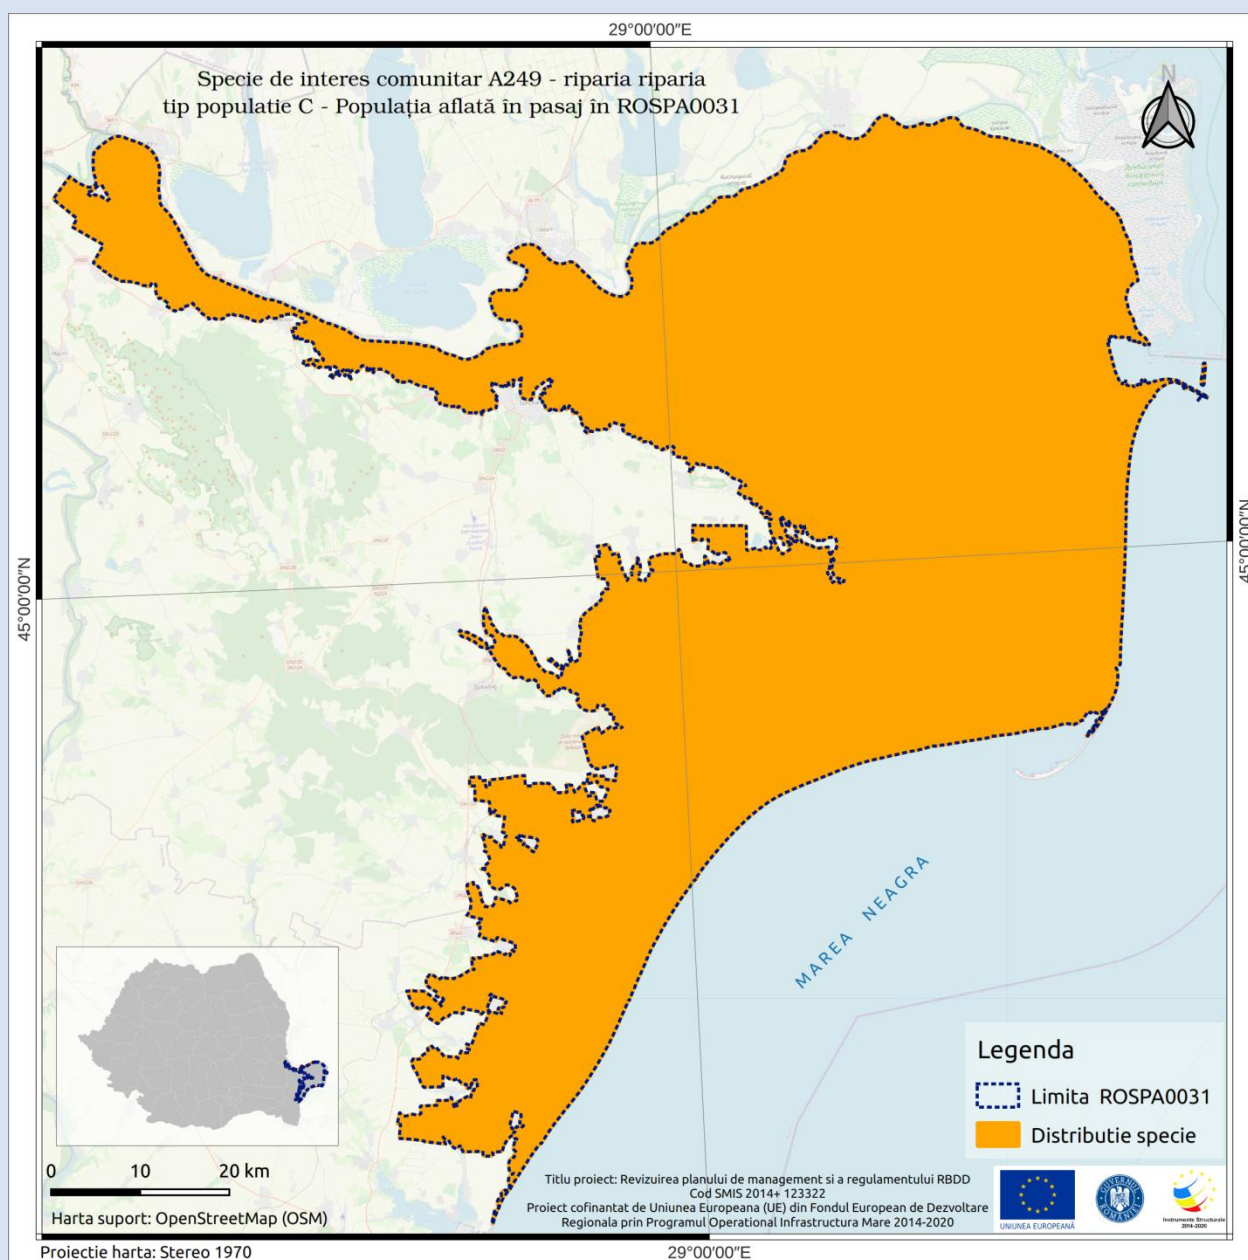 29°00′00″E
Specie de interes comunitar A249 - riparia riparia
tip populatie C - Populația aflată în pasaj în ROSPA0031
N
45°00′00″N
45°00′00″N
MAREA NEAGRA
Legenda
Limita ROSPA0031
Distributie specie
0 10 20 km
Harta suport: OpenStreetMap (OSM)
Titlu proiect: Revizuirea planului de management si a regulamentului RBDD
Cod SMIS 2014+ 123322
Proiect cofinantat de Uniunea Europeana (UE) din Fondul European de Dezvoltare
Regionala prin Programul Operational Infrastructura Mare 2014-2020
UNIUNEA EUROPEANĂ
GUVERNUL ROMÂNIEI
Instrumente Structurale
2014-2020
Proiectie harta: Stereo 1970
29°00′00″E